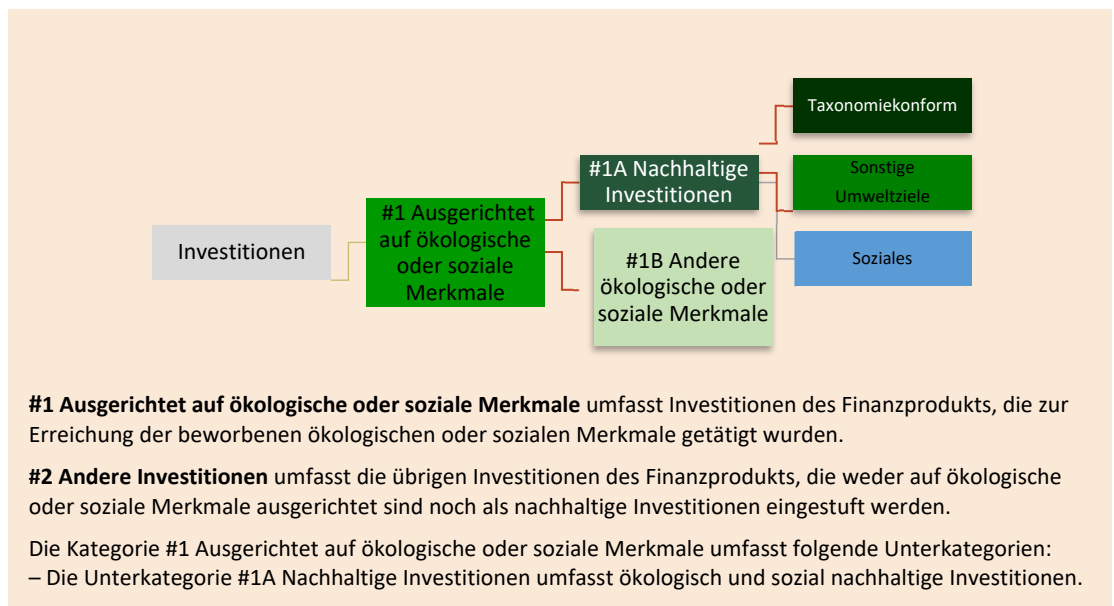 Taxonomiekonform
#1A Nachhaltige
Investitionen
Sonstige
Umweltziele
#1 Ausgerichtet
auf ökologische
oder soziale
Merkmale
Investitionen
#1B Andere
ökologische oder
soziale Merkmale
Soziales
#1 Ausgerichtet auf ökologische oder soziale Merkmale umfasst Investitionen des Finanzprodukts, die zur
Erreichung der beworbenen ökologischen oder sozialen Merkmale getätigt wurden.
#2 Andere Investitionen umfasst die übrigen Investitionen des Finanzprodukts, die weder auf ökologische
oder soziale Merkmale ausgerichtet sind noch als nachhaltige Investitionen eingestuft werden.
Die Kategorie #1 Ausgerichtet auf ökologische oder soziale Merkmale umfasst folgende Unterkategorien:
– Die Unterkategorie #1A Nachhaltige Investitionen umfasst ökologisch und sozial nachhaltige Investitionen.